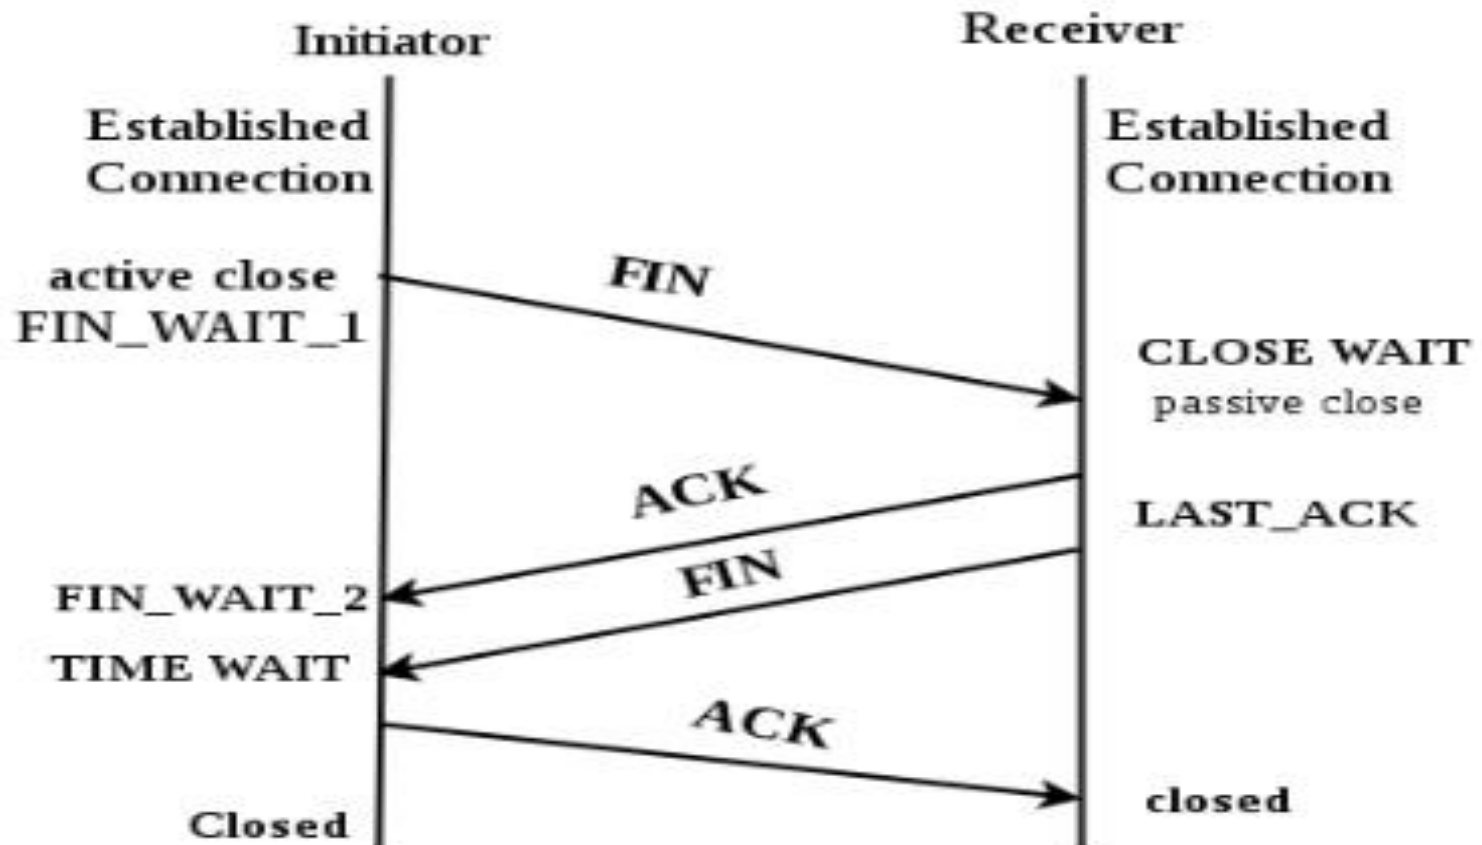 Initiator
Receiver
Established
Connection
Established
Connection
active close
FIN_WAIT_1
FIN
CLOSE WAIT
passive close
ACK
LAST_ACK
FIN
FIN_WAIT_2
TIME WAIT
ACK
closed
Closed